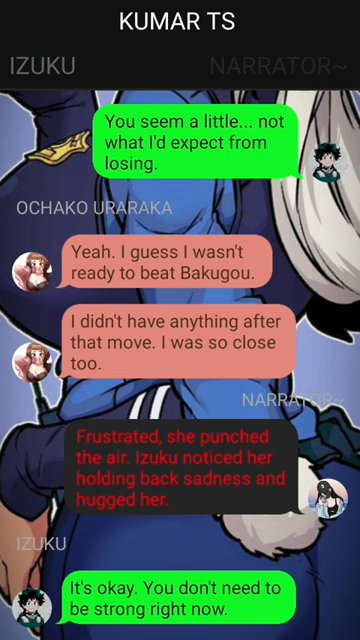 KUMAR TS
IZUKU
NARRATOR~
You seem a little... not
what I'd expect from
losing.
OCHAKO URARAKA
Yeah. I guess I wasn't
ready to beat Bakugou.
I didn't have anything after
that move. I was so close
too.
NARRATOR~
Frustrated, she punched
the air. Izuku noticed her
holding back sadness and
hugged her.
IZUKU
It's okay. You don't need to
be strong right now.